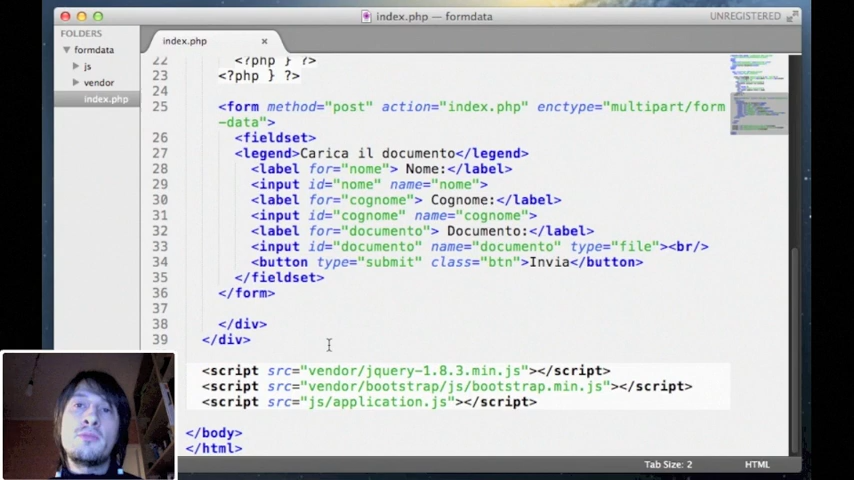 index.php — formdata
UNREGISTERED
FOLDERS
formdata
js
vendor
index.php
index.php
22 <?php } ?>
23 <?php } ?>
24
25 <form method="post" action="index.php" enctype="multipart/form
-data">
26 <fieldset>
27 <legend>Carica il documento</legend>
28 <label for="nome"> Nome:</label>
29 <input id="nome" name="nome">
30 <label for="cognome"> Cognome:</label>
31 <input id="cognome" name="cognome">
32 <label for="documento"> Documento:</label>
33 <input id="documento" name="documento" type="file"><br/>
34 <button type="submit" class="btn">Invia</button>
35 </fieldset>
36 </form>
37
38 </div>
39 </div>
<script src="vendor/jquery-1.8.3.min.js"></script>
<script src="vendor/bootstrap/js/bootstrap.min.js"></script>
<script src="js/application.js"></script>
</body>
</html>
Tab Size: 2
HTML